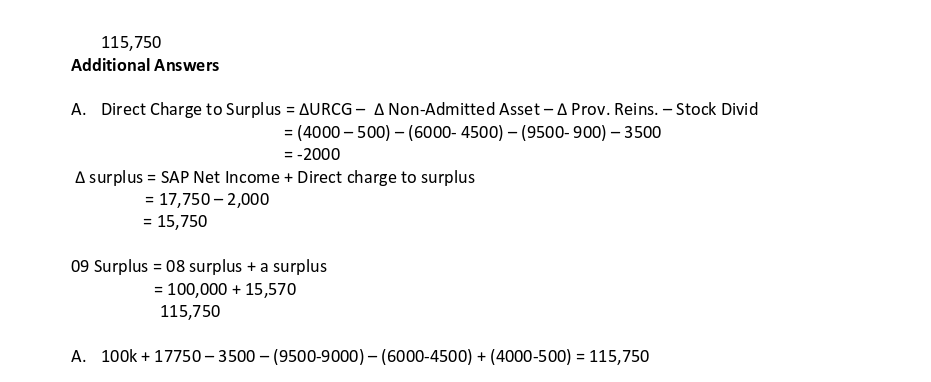 115,750
Additional Answers
A. Direct Charge to Surplus = ΔURCG – Δ Non-Admitted Asset – Δ Prov. Reins. – Stock Divid
= (4000 – 500) – (6000- 4500) – (9500- 900) – 3500
= -2000
Δ surplus = SAP Net Income + Direct charge to surplus
= 17,750 – 2,000
= 15,750
09 Surplus = 08 surplus + a surplus
= 100,000 + 15,570
115,750
A. 100k + 17750 – 3500 – (9500-9000) – (6000-4500) + (4000-500) = 115,750